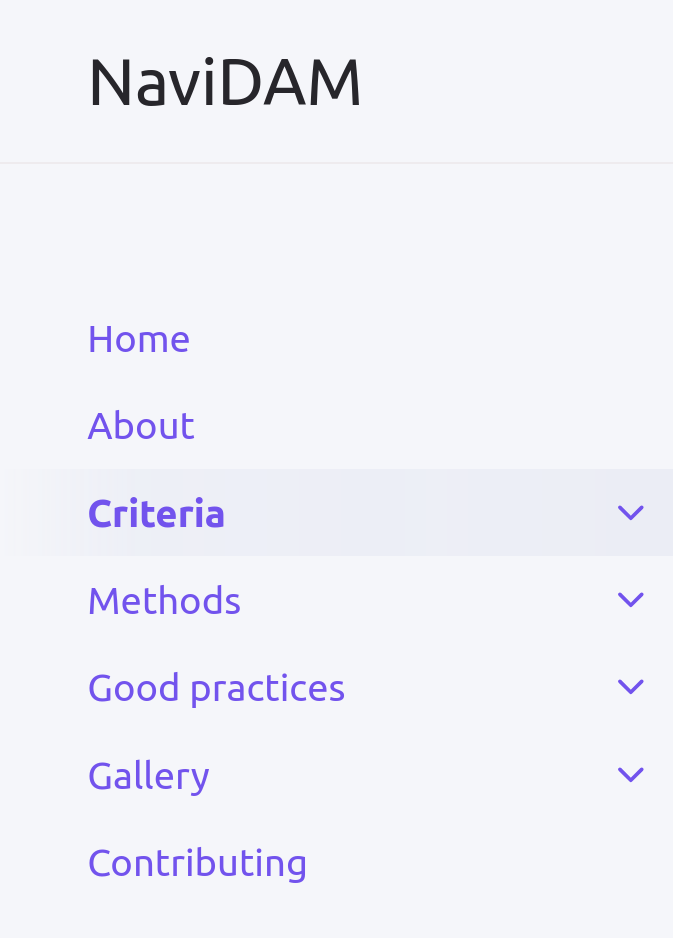 NaviDAM
Home
About
Criteria
Methods
Good practices
Gallery
Contributing